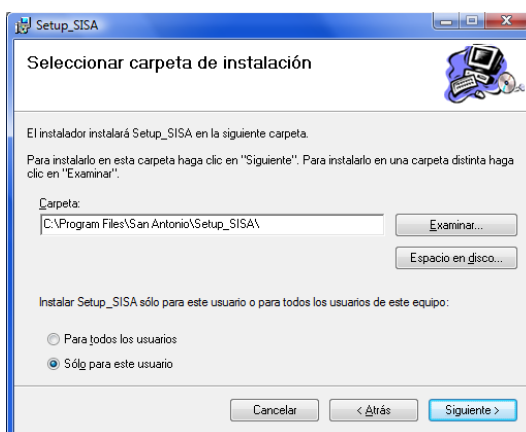 Setup_SISA
Seleccionar carpeta de instalación
El instalador instalará Setup_SISA en la siguiente carpeta.
Para instalarlo en esta carpeta haga clic en "Siguiente". Para instalarlo en una carpeta distinta haga
clic en "Examinar".
Carpeta:
C:\Program Files\San Antonio\Setup_SISA\
Examinar...
Espacio en disco...
Instalar Setup_SISA sólo para este usuario o para todos los usuarios de este equipo:
Para todos los usuarios
Sólo para este usuario
Cancelar
< Atrás
Siguiente >